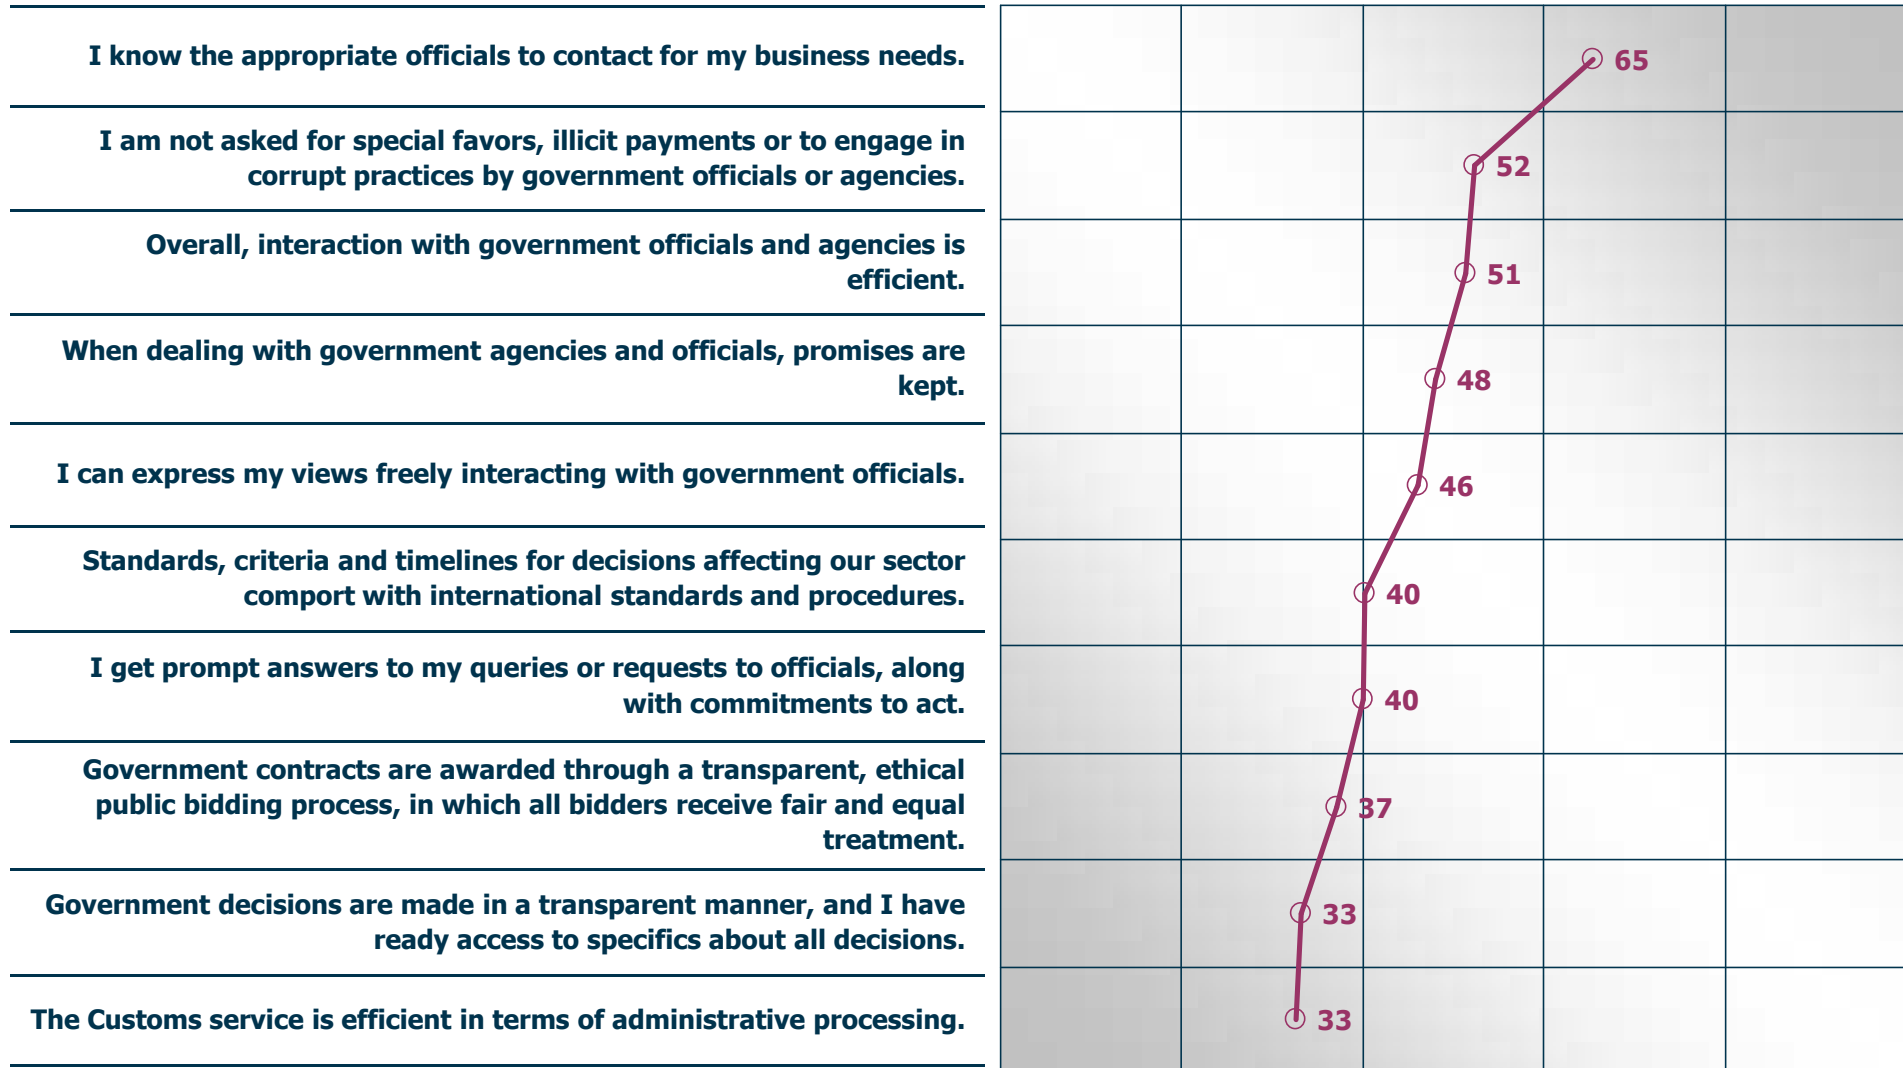 I know the appropriate officials to contact for my business needs.
65
I am not asked for special favors, illicit payments or to engage in
corrupt practices by government officials or agencies.
52
Overall, interaction with government officials and agencies is
efficient.
51
When dealing with government agencies and officials, promises are
kept.
48
I can express my views freely interacting with government officials.
46
Standards, criteria and timelines for decisions affecting our sector
comport with international standards and procedures.
40
I get prompt answers to my queries or requests to officials, along
with commitments to act.
40
Government contracts are awarded through a transparent, ethical
public bidding process, in which all bidders receive fair and equal
treatment.
37
Government decisions are made in a transparent manner, and I have
ready access to specifics about all decisions.
33
The Customs service is efficient in terms of administrative processing.
33